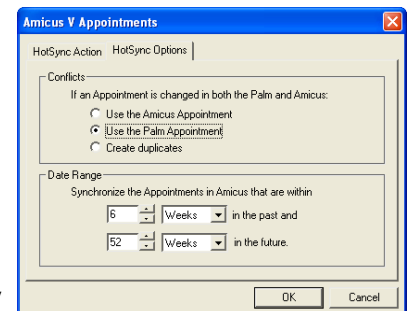 Amicus V Appointments
HotSync Action HotSync Options
Conflicts
If an Appointment is changed in both the Palm and Amicus:
Use the Amicus Appointment
Use the Palm Appointment
Create duplicates
Date Range
Synchronize the Appointments in Amicus that are within
6 Weeks in the past and
52 Weeks in the future.
OK Cancel